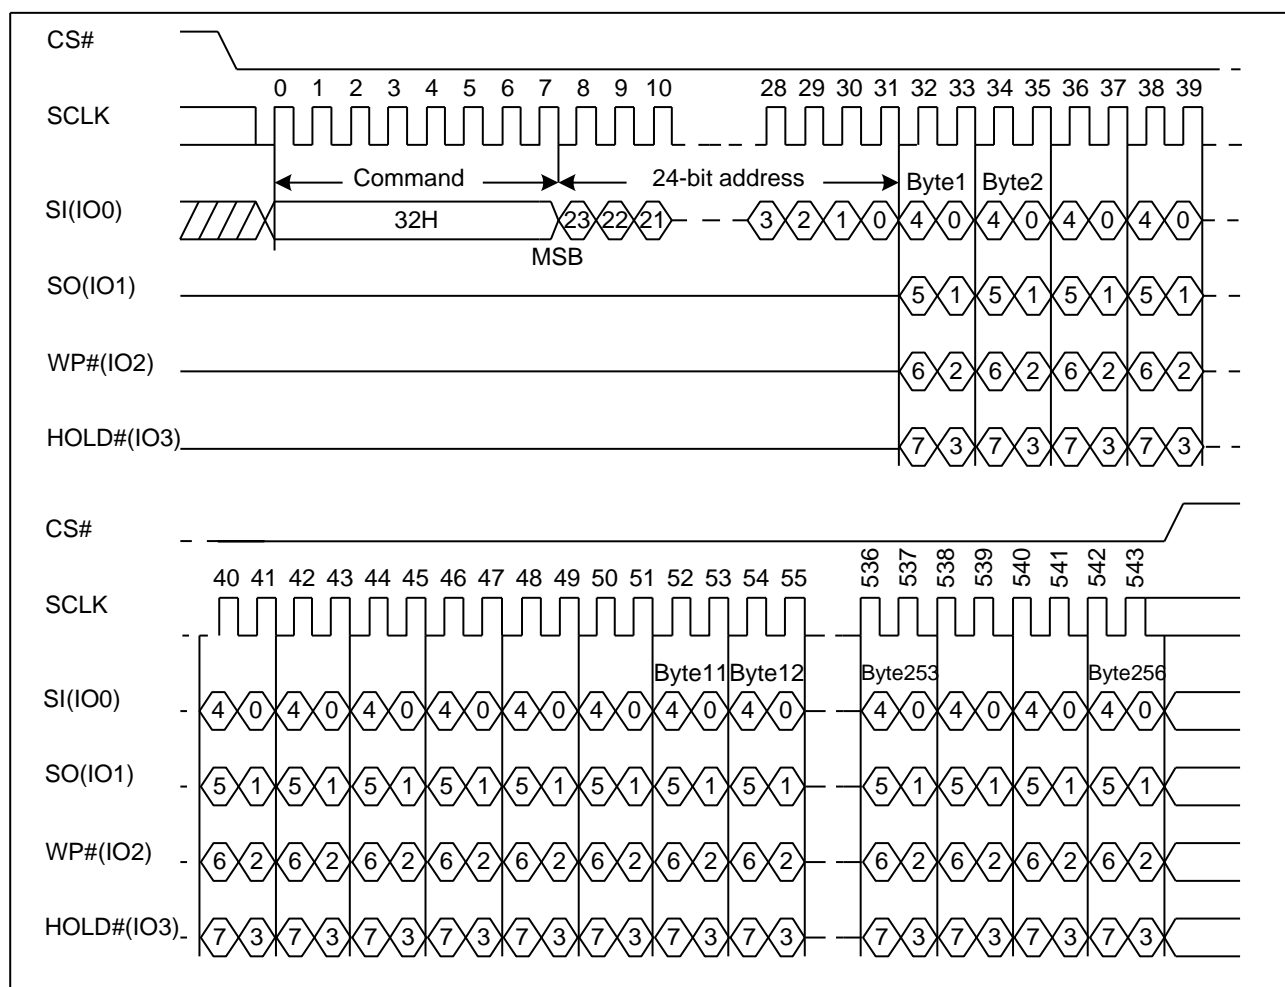 CS#
0 1 2 3 4 5 6 7 8 9 10 28 29 30 31 32 33 34 35 36 37 38 39
SCLK
Command 24-bit address Byte1 Byte2
SI(IO0) 32H 23 22 21 3 2 1 0 4 0 4 0 4 0 4 0
MSB
SO(IO1) 5 1 5 1 5 1 5 1
WP#(IO2) 6 2 6 2 6 2 6 2
HOLD#(IO3) 7 3 7 3 7 3 7 3
CS#
40 41 42 43 44 45 46 47 48 49 50 51 52 53 54 55 536 537 538 539 540 541 542 543
SCLK
Byte11 Byte12 Byte253 Byte256
SI(IO0) 4 0 4 0 4 0 4 0 4 0 4 0 4 0 4 0 4 0 4 0 4 0 4 0
SO(IO1) 5 1 5 1 5 1 5 1 5 1 5 1 5 1 5 1 5 1 5 1 5 1 5 1
WP#(IO2) 6 2 6 2 6 2 6 2 6 2 6 2 6 2 6 2 6 2 6 2 6 2 6 2
HOLD#(IO3) 7 3 7 3 7 3 7 3 7 3 7 3 7 3 7 3 7 3 7 3 7 3 7 3